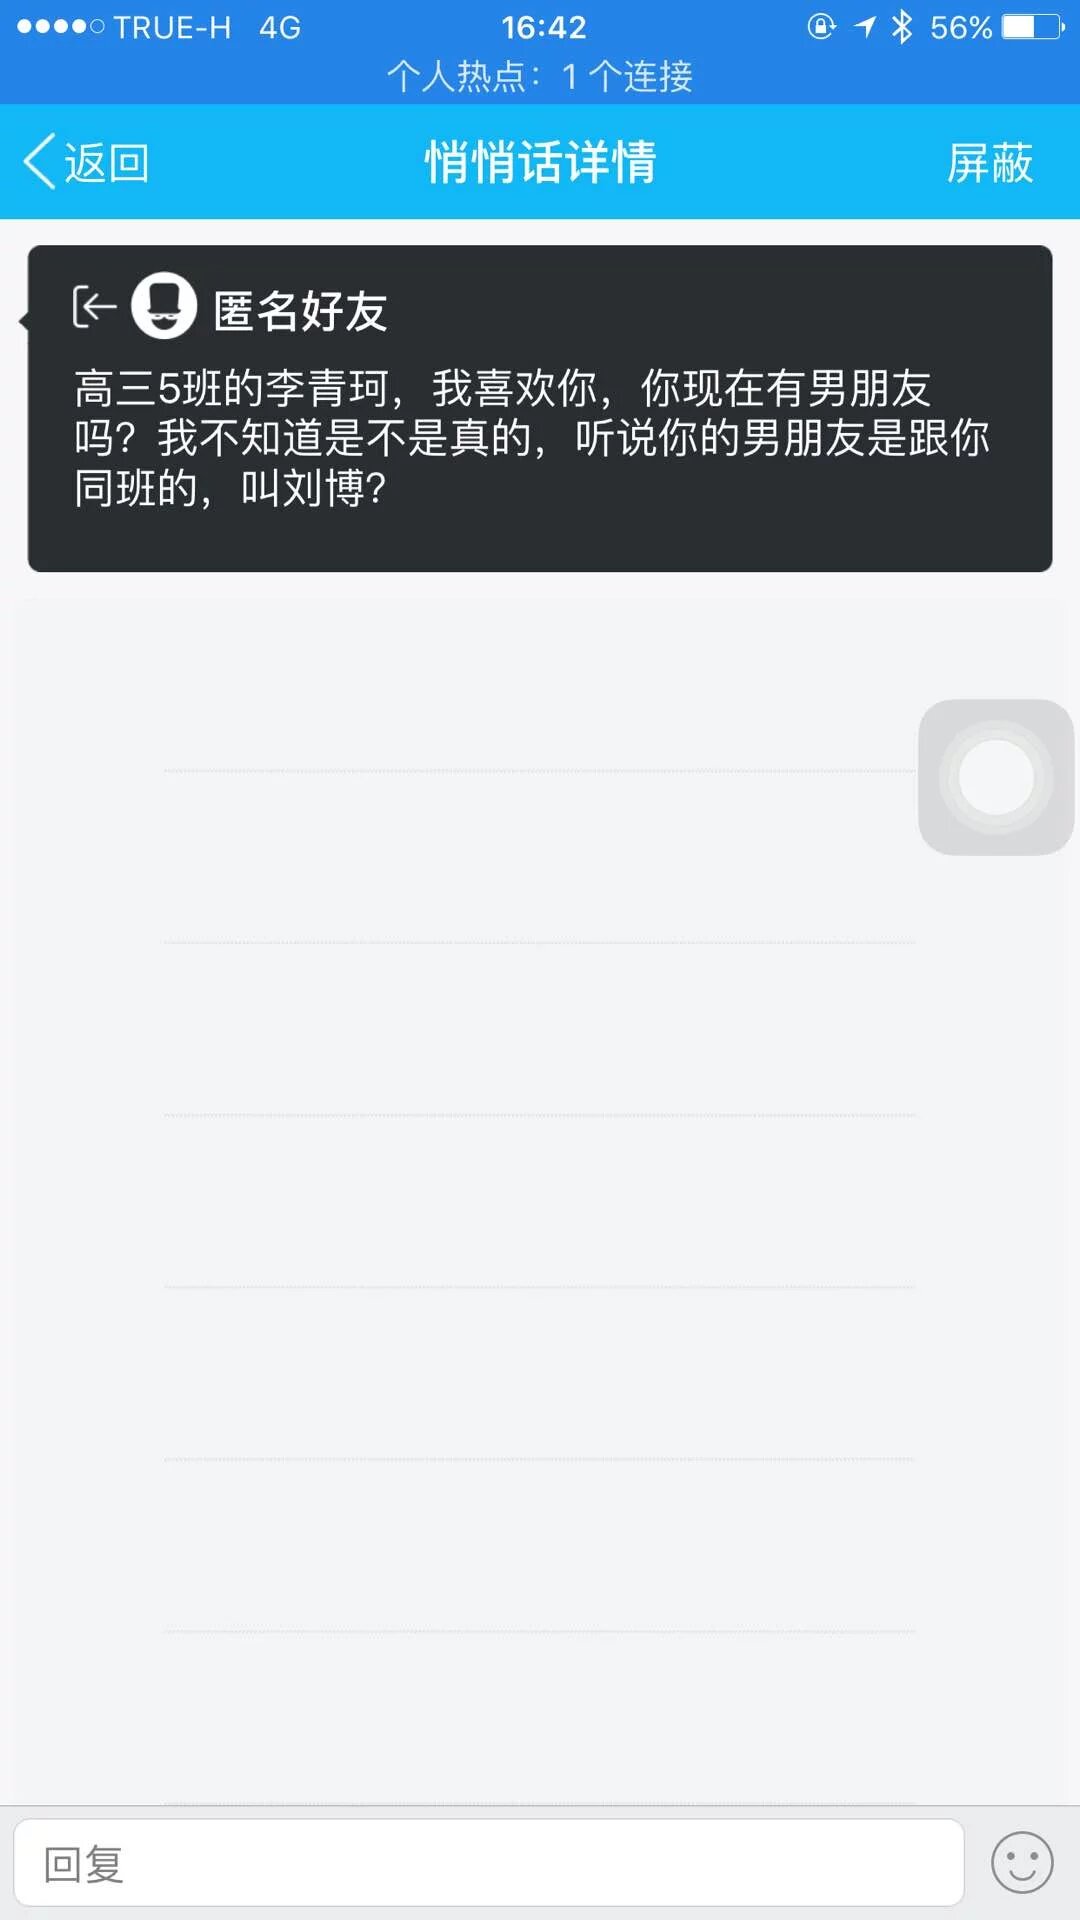 TRUE-H 4G 16:42 56%
个人热点：1 个连接
返回 悄悄话详情 屏蔽
匿名好友
高三5班的李青珂，我喜欢你，你现在有男朋友
吗？我不知道是不是真的，听说你的男朋友是跟你
同班的，叫刘博？
回复